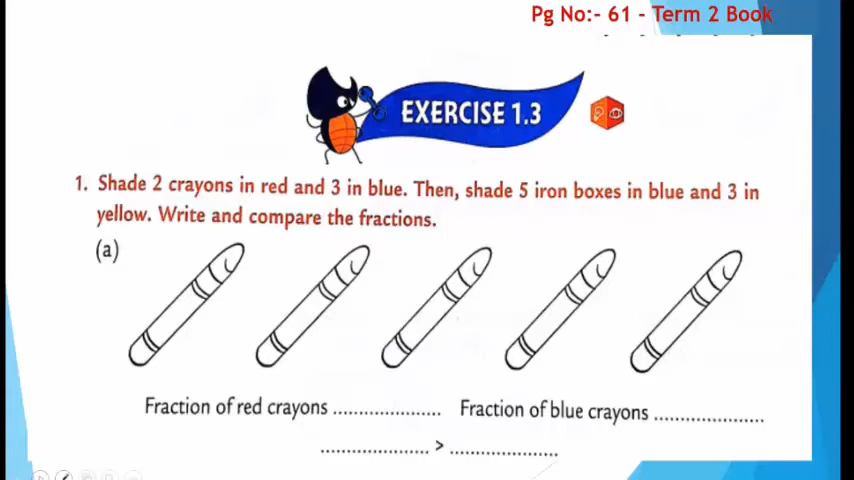 Pg No:- 61 - Term 2 Book
EXERCISE 1.3
1. Shade 2 crayons in red and 3 in blue. Then, shade 5 iron boxes in blue and 3 in
yellow. Write and compare the fractions.
(a)
Fraction of red crayons .................... Fraction of blue crayons ....................
.................... > ....................